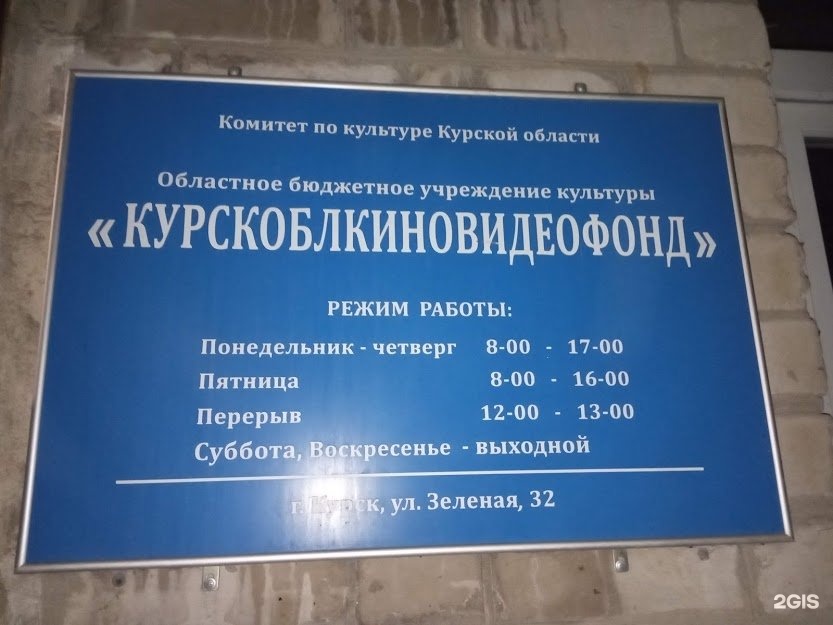 Комитет по культуре Курской области
Областное бюджетное учреждение культуры
«КУРСКОБЛКИНОВИДЕОФОНД»
РЕЖИМ РАБОТЫ:
Понедельник - четверг 8-00 - 17-00
Пятница 8-00 - 16-00
Перерыв 12-00 - 13-00
Суббота, Воскресенье - выходной
г. Курск, ул. Зеленая, 32
2GIS